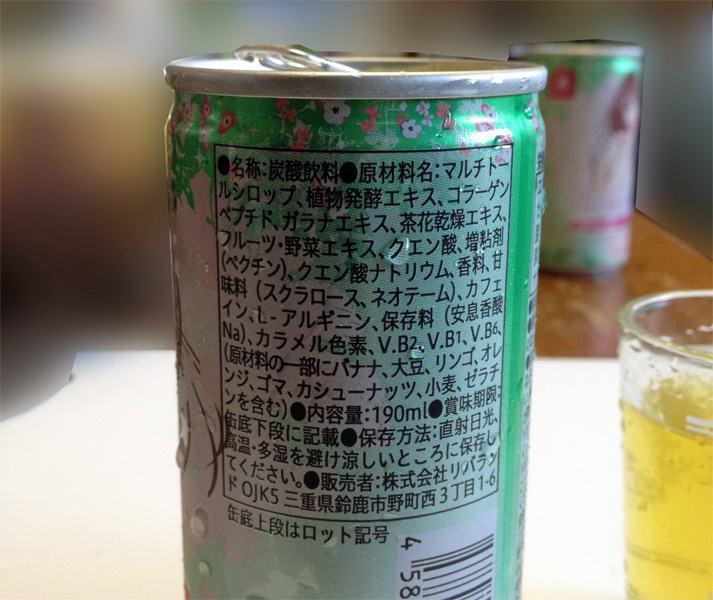 ●名称:炭酸飲料●原材料名:マルチトー
ルシロップ、植物発酵エキス、コラーゲン
ペプチド、ガラナエキス、茶花乾燥エキス、
フルーツ・野菜エキス、クエン酸、増粘剤
(ペクチン)、クエン酸ナトリウム、香料、甘
味料(スクラロース、ネオテーム)、カフェ
イン、L-アルギニン、保存料(安息香酸
Na)、カラメル色素、V.B2、V.B1、V.B6、
(原材料の一部にバナナ、大豆、リンゴ、オレ
ンジ、ゴマ、カシューナッツ、小麦、ゼラチ
ンを含む)●内容量:190ml●賞味期限:
缶底下段に記載●保存方法:直射日光、
高温・多湿を避け涼しいところに保存し
てください。●販売者:株式会社リバラン
ド OJK5 三重県鈴鹿市野町西3丁目1-6
缶底上段はロット記号
4 58